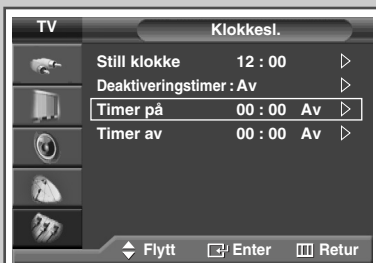 TV Klokkesl.
Still klokke 12 : 00
Deaktiveringstimer : Av
Timer på 00 : 00 Av
Timer av 00 : 00 Av
Flytt Enter Retur